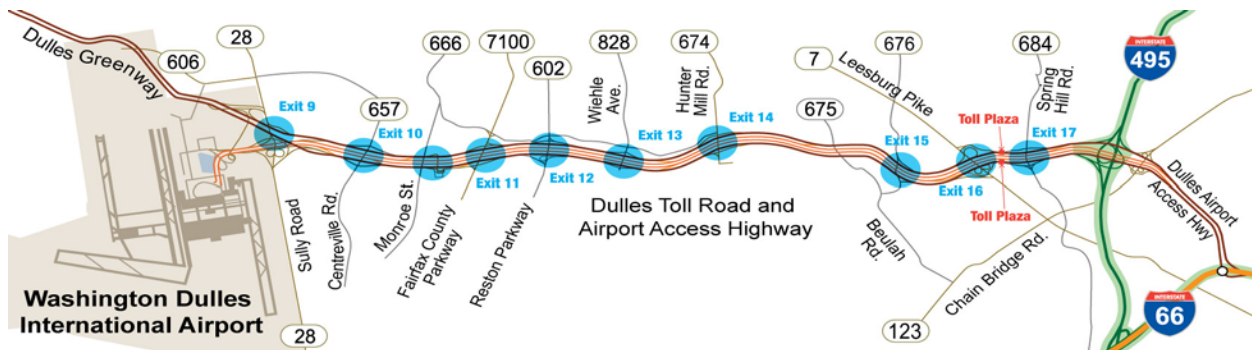 Dulles Greenway
606
28
Exit 9
657
Exit 10
666
7100
602
828
Wiehle
Ave.
674
Hunter
Mill Rd.
Exit 11
Exit 12
Exit 13
Exit 14
7
Leesburg Pike
675
676
Exit 15
Toll Plaza
684
Spring
Hill Rd.
Exit 16
Exit 17
Toll Plaza
INTERSTATE
495
Dulles Airport
Access Hwy
Sully Road
Centreville Rd.
Monroe St.
Fairfax County
Parkway
Reston Parkway
Dulles Toll Road and
Airport Access Highway
Beulah
Rd.
Chain Bridge Rd.
123
INTERSTATE
66
Washington Dulles
International Airport
28